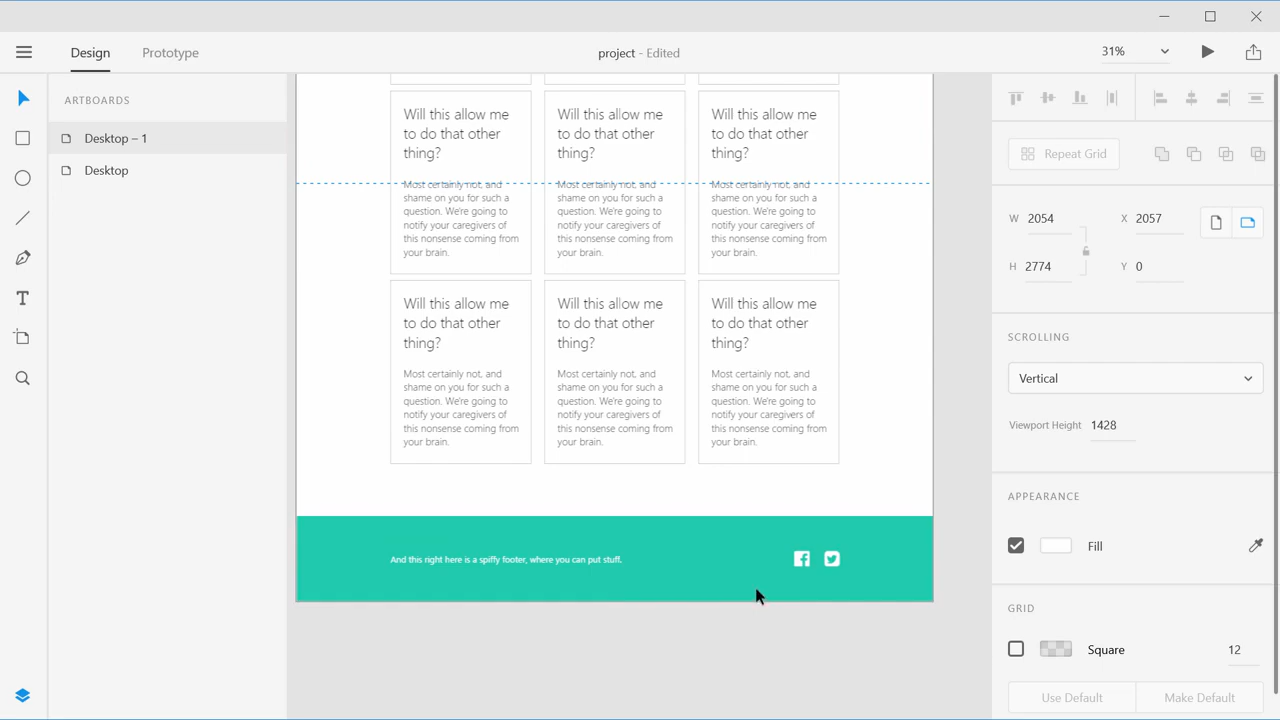 Design
Prototype
project - Edited
31%
ARTBOARDS
Desktop – 1
Desktop
Will this allow me
to do that other
thing?
Most certainly not, and
shame on you for such a
question. We're going to
notify your caregivers of
this nonsense coming from
your brain.
Will this allow me
to do that other
thing?
Most certainly not, and
shame on you for such a
question. We're going to
notify your caregivers of
this nonsense coming from
your brain.
Will this allow me
to do that other
thing?
Most certainly not, and
shame on you for such a
question. We're going to
notify your caregivers of
this nonsense coming from
your brain.
Will this allow me
to do that other
thing?
Most certainly not, and
shame on you for such a
question. We're going to
notify your caregivers of
this nonsense coming from
your brain.
Will this allow me
to do that other
thing?
Most certainly not, and
shame on you for such a
question. We're going to
notify your caregivers of
this nonsense coming from
your brain.
Will this allow me
to do that other
thing?
Most certainly not, and
shame on you for such a
question. We're going to
notify your caregivers of
this nonsense coming from
your brain.
And this right here is a spiffy footer, where you can put stuff.
Repeat Grid
W 2054 X 2057
H 2774 Y 0
SCROLLING
Vertical
Viewport Height 1428
APPEARANCE
Fill
GRID
Square 12
Use Default Make Default